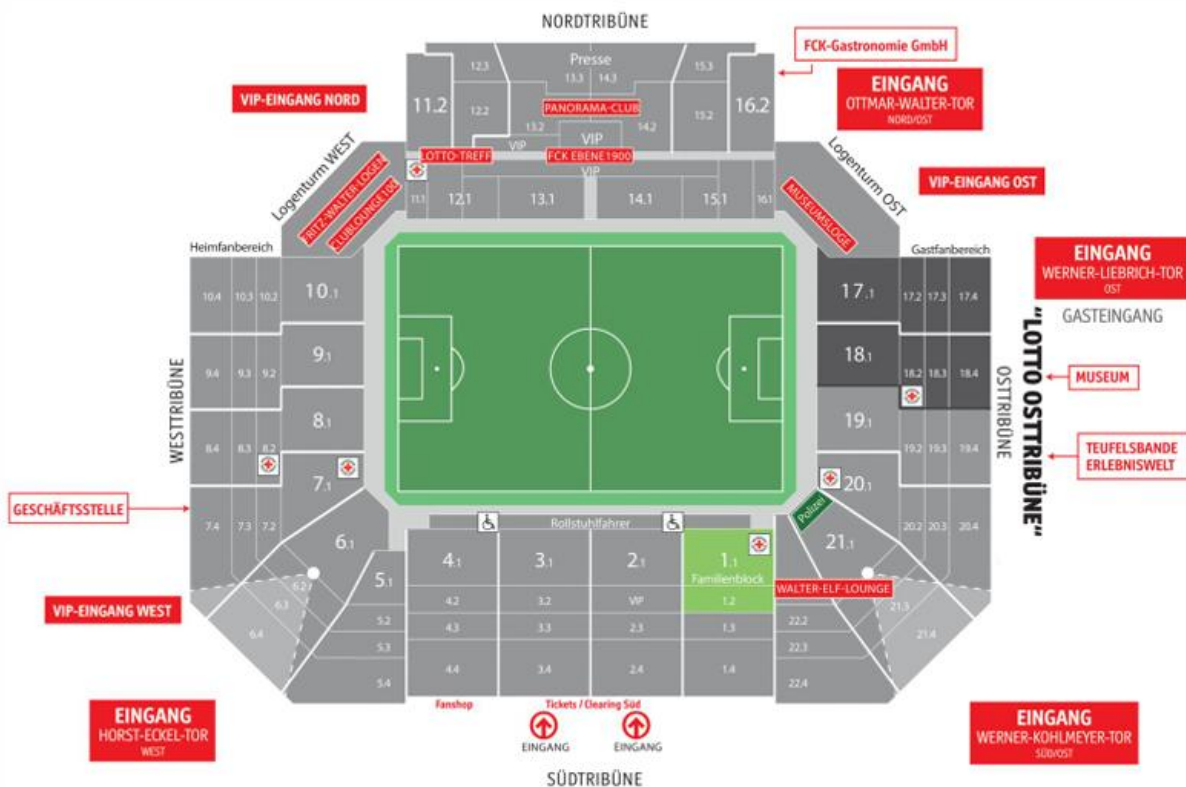 NORDTRIBÜNE
FCK-Gastronomie GmbH
Presse
12.3
13.3
14.3
15.3
EINGANG
OTTMAR-WALTER-TOR
NORD/OST
VIP-EINGANG NORD
11.2
12.2
PANORAMA-CLUB
15.2
16.2
13.2
14.2
VIP
VIP
LOTTO-TREFF
FCK EBENE1900
VIP
Logenturm WEST
FRITZ-WALTER-LOGEN
CLUBLOUNGE100
Logenturm OST
MUSEUMSLOGE
VIP-EINGANG OST
11.1
12.1
13.1
14.1
15.1
16.1
Heimfanbereich
Gastfanbereich
EINGANG
WERNER-LIEBRICH-TOR
OST
GASTEINGANG
10.4
10.3
10.2
10.1
17.1
17.2
17.3
17.4
9.4
9.3
9.2
9.1
18.1
18.2
18.3
18.4
WESTTRIBÜNE
OSTTRIBÜNE
"LOTTO OSTTRIBÜNE"
MUSEUM
8.4
8.3
8.2
8.1
19.1
19.2
19.3
19.4
TEUFELSBANDE
ERLEBNISWELT
GESCHÄFTSSTELLE
7.4
7.3
7.2
7.1
20.1
20.2
20.3
20.4
Polizei
Rollstuhlfahrer
6.1
5.1
4.1
3.1
2.1
1.1
Familienblock
21.1
WALTER-ELF-LOUNGE
6.2
6.3
6.4
4.2
3.2
VIP
1.2
21.3
21.4
VIP-EINGANG WEST
5.2
4.3
3.3
2.3
1.3
22.2
5.3
22.3
5.4
4.4
3.4
2.4
1.4
22.4
Fanshop
Tickets / Clearing Süd
EINGANG
EINGANG
EINGANG
HORST-ECKEL-TOR
WEST
EINGANG
WERNER-KOHLMEYER-TOR
SÜD/OST
SÜDTRIBÜNE